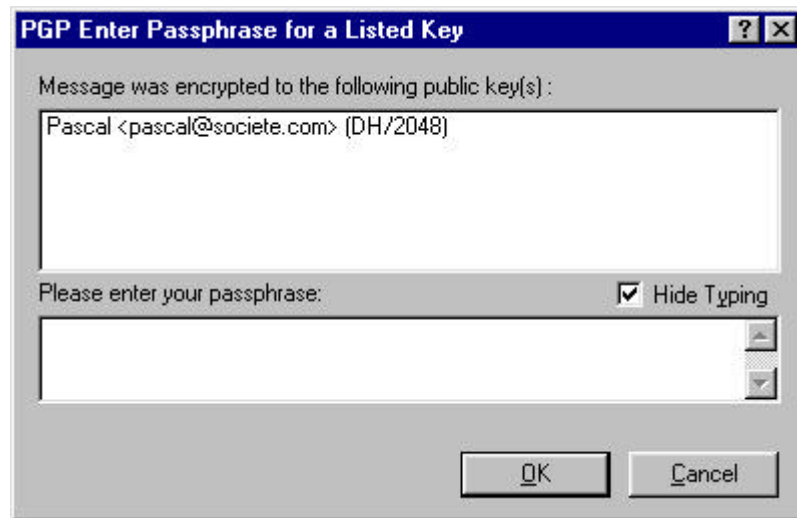 PGP Enter Passphrase for a Listed Key
Message was encrypted to the following public key(s) :
Pascal <pascal@societe.com> (DH/2048)
Please enter your passphrase: Hide Typing
OK Cancel